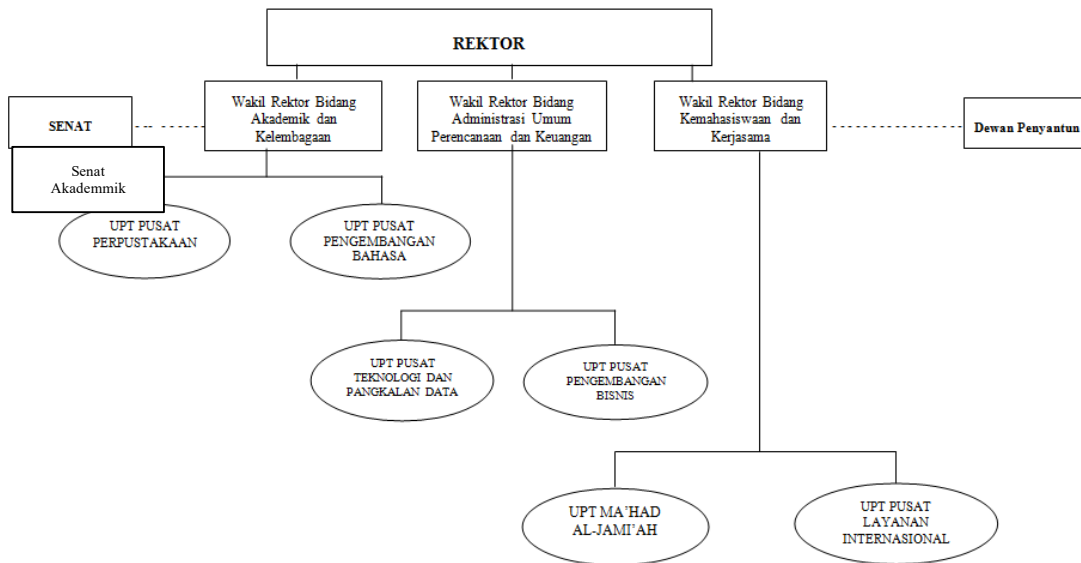 REKTOR
Wakil Rektor Bidang
Akademik dan
Kelembagaan
Wakil Rektor Bidang
Administrasi Umum
Perencanaan dan Keuangan
Wakil Rektor Bidang
Kemahasiswaan dan
Kerjasama
SENAT
Dewan Penyantun
Senat
Akademmik
UPT PUSAT
PERPUSTAKAAN
UPT PUSAT
PENGEMBANGAN
BAHASA
UPT PUSAT
TEKNOLOGI DAN
PANGKALAN DATA
UPT PUSAT
PENGEMBANGAN
BISNIS
UPT MA’HAD
AL-JAMI’AH
UPT PUSAT
LAYANAN
INTERNASIONAL